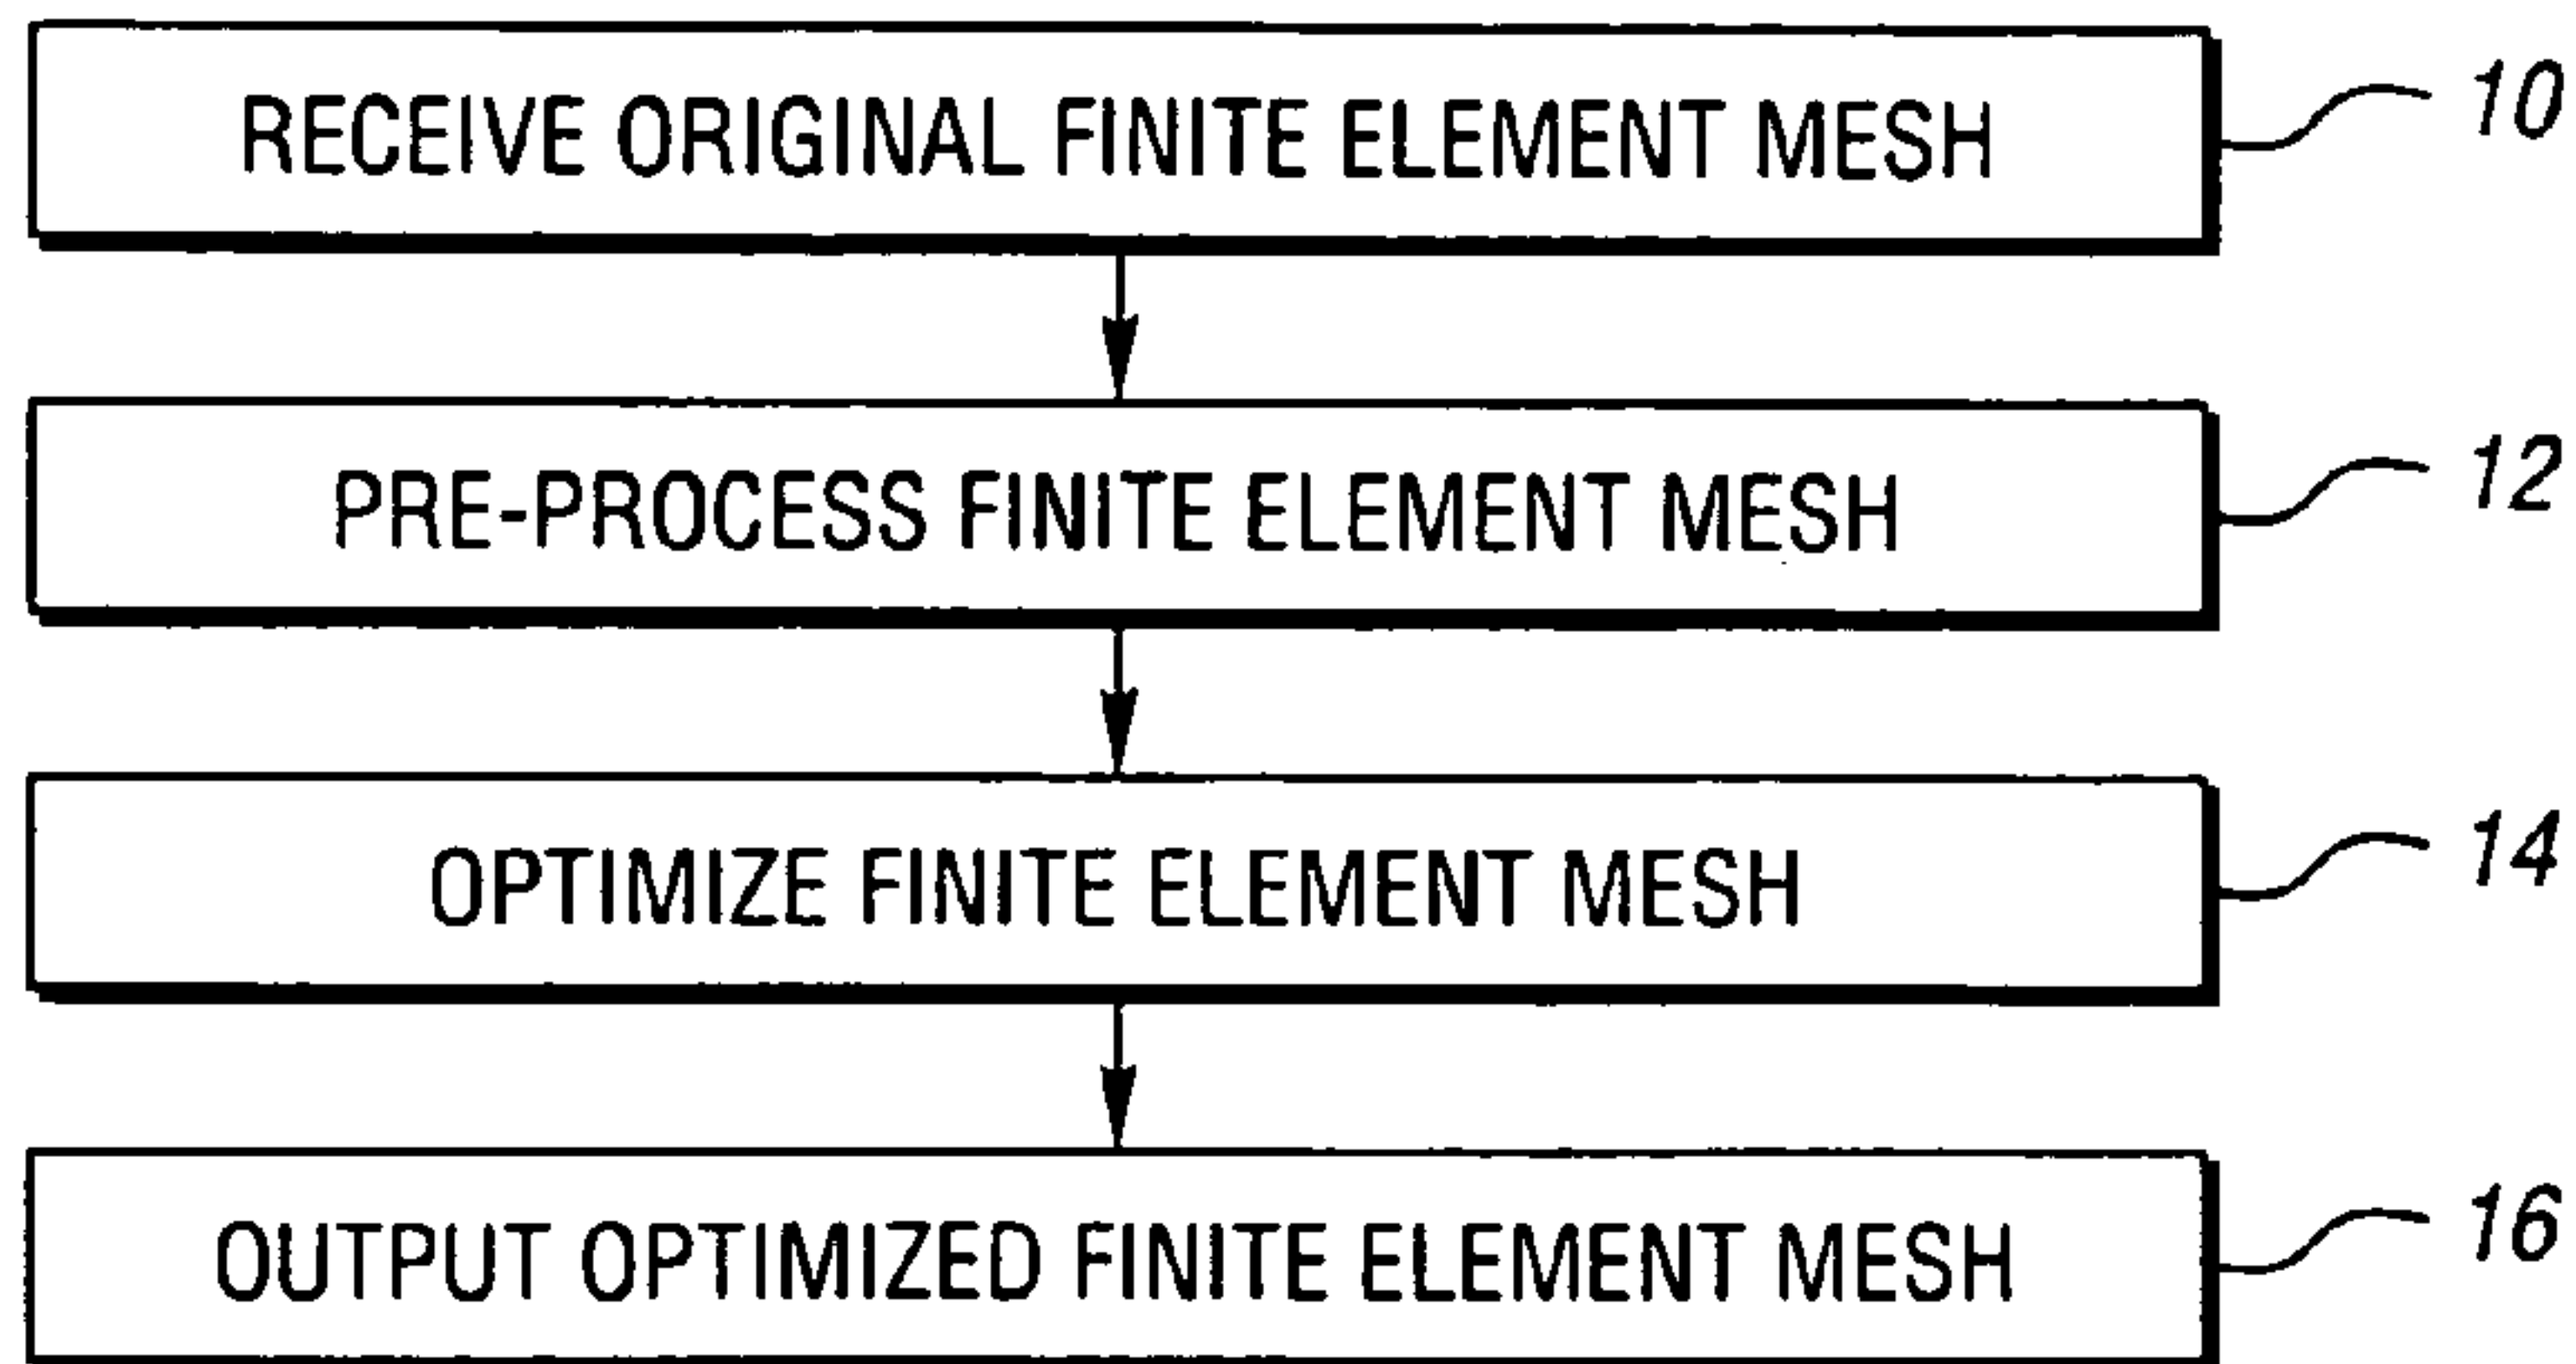 RECEIVE ORIGINAL FINITE ELEMENT MESH
10
PRE-PROCESS FINITE ELEMENT MESH
12
OPTIMIZE FINITE ELEMENT MESH
14
OUTPUT OPTIMIZED FINITE ELEMENT MESH
16